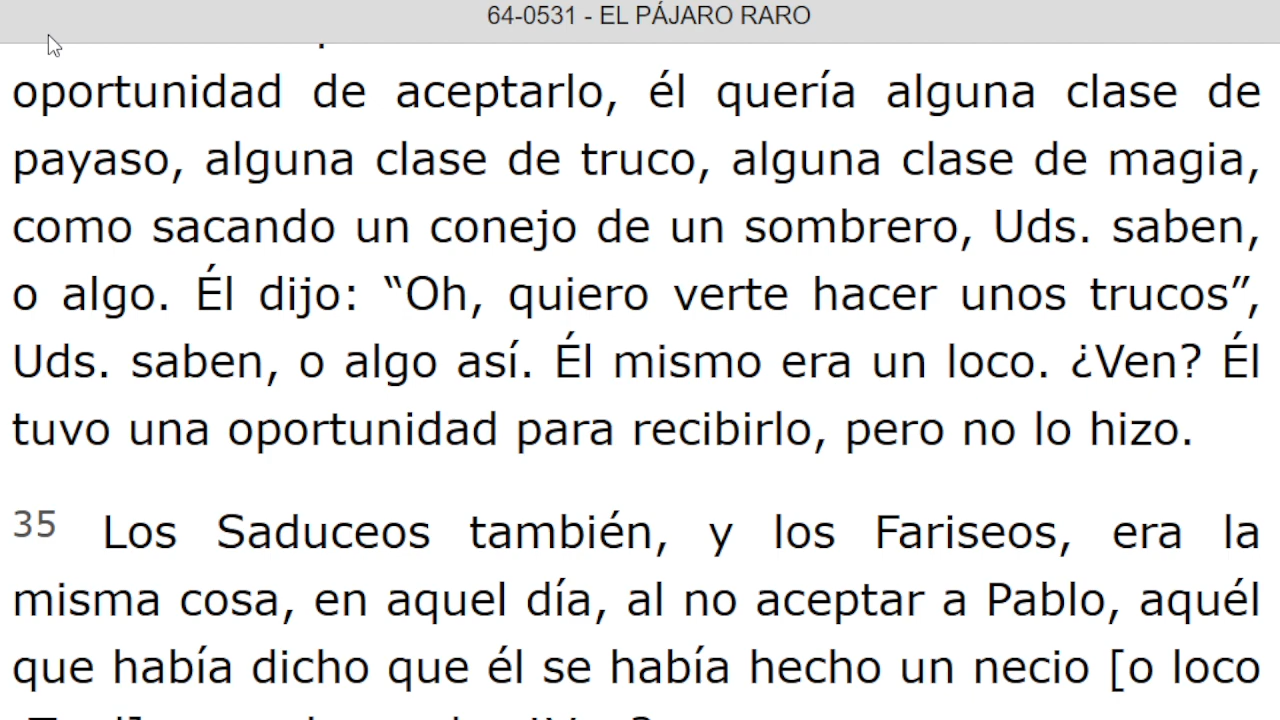 64-0531 - EL PÁJARO RARO
oportunidad de aceptarlo, él quería alguna clase de
payaso, alguna clase de truco, alguna clase de magia,
como sacando un conejo de un sombrero, Uds. saben,
o algo. Él dijo: “Oh, quiero verte hacer unos trucos”,
Uds. saben, o algo así. Él mismo era un loco. ¿Ven? Él
tuvo una oportunidad para recibirlo, pero no lo hizo.
35 Los Saduceos también, y los Fariseos, era la
misma cosa, en aquel día, al no aceptar a Pablo, aquél
que había dicho que él se había hecho un necio [o loco